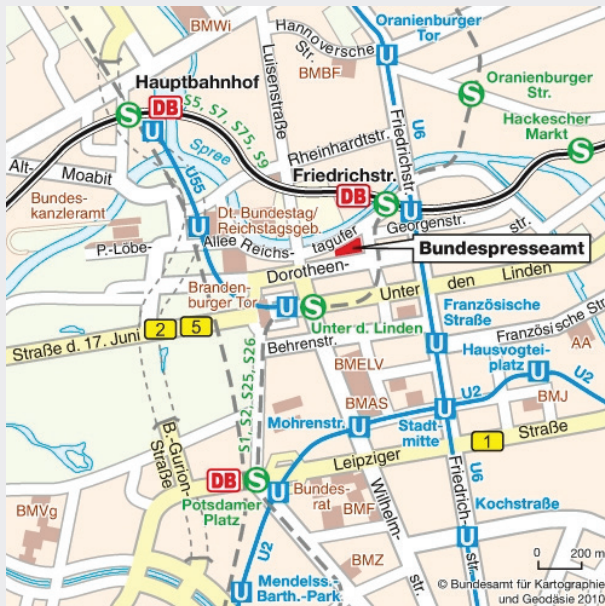 BMWi
Oranienburger
Tor
U
Hannoversche
Str.
BMBF
Luisenstraße
Hauptbahnhof
DB
S
U
S5, S7, S75, S9
U6
Oranienburger
Str.
S
Hackescher
Markt
S
Friedrichstr.
Reinhardtstr.
Spree
Alt-
Moabit
U55
Friedrichstr.
DB
S
U
Bundes-
kanzleramt
U
Dt. Bundestag/
Reichstagsgeb.
Georgenstr.
P.-Löbe-
Allee
Reichs-
tagufer
Bundespresseamt
str.
Dorotheen-
Branden-
burger Tor
U
S
Unter d. Linden
Unter
den
Linden
Französische
Straße
U
Straße d. 17. Juni
2
5
Behrenstr.
Französische Str.
AA
Hausvogtei-
platz
U
BMELV
S1, S2, S25, S26
BMAS
U2
BMJ
Mohrenstr.
U
Stadt-
mitte
U
1
Straße
B.-Gurion-
Straße
Leipziger
DB
S
U
Potsdamer
Platz
Bundes-
rat
BMF
Wilhelm-
str.
U6
Friedrich-
str.
Kochstraße
U
BMVg
U2
BMZ
0
200 m
U
Mendelss.-
Barth.-Park
© Bundesamt für Kartographie
und Geodäsie 2010